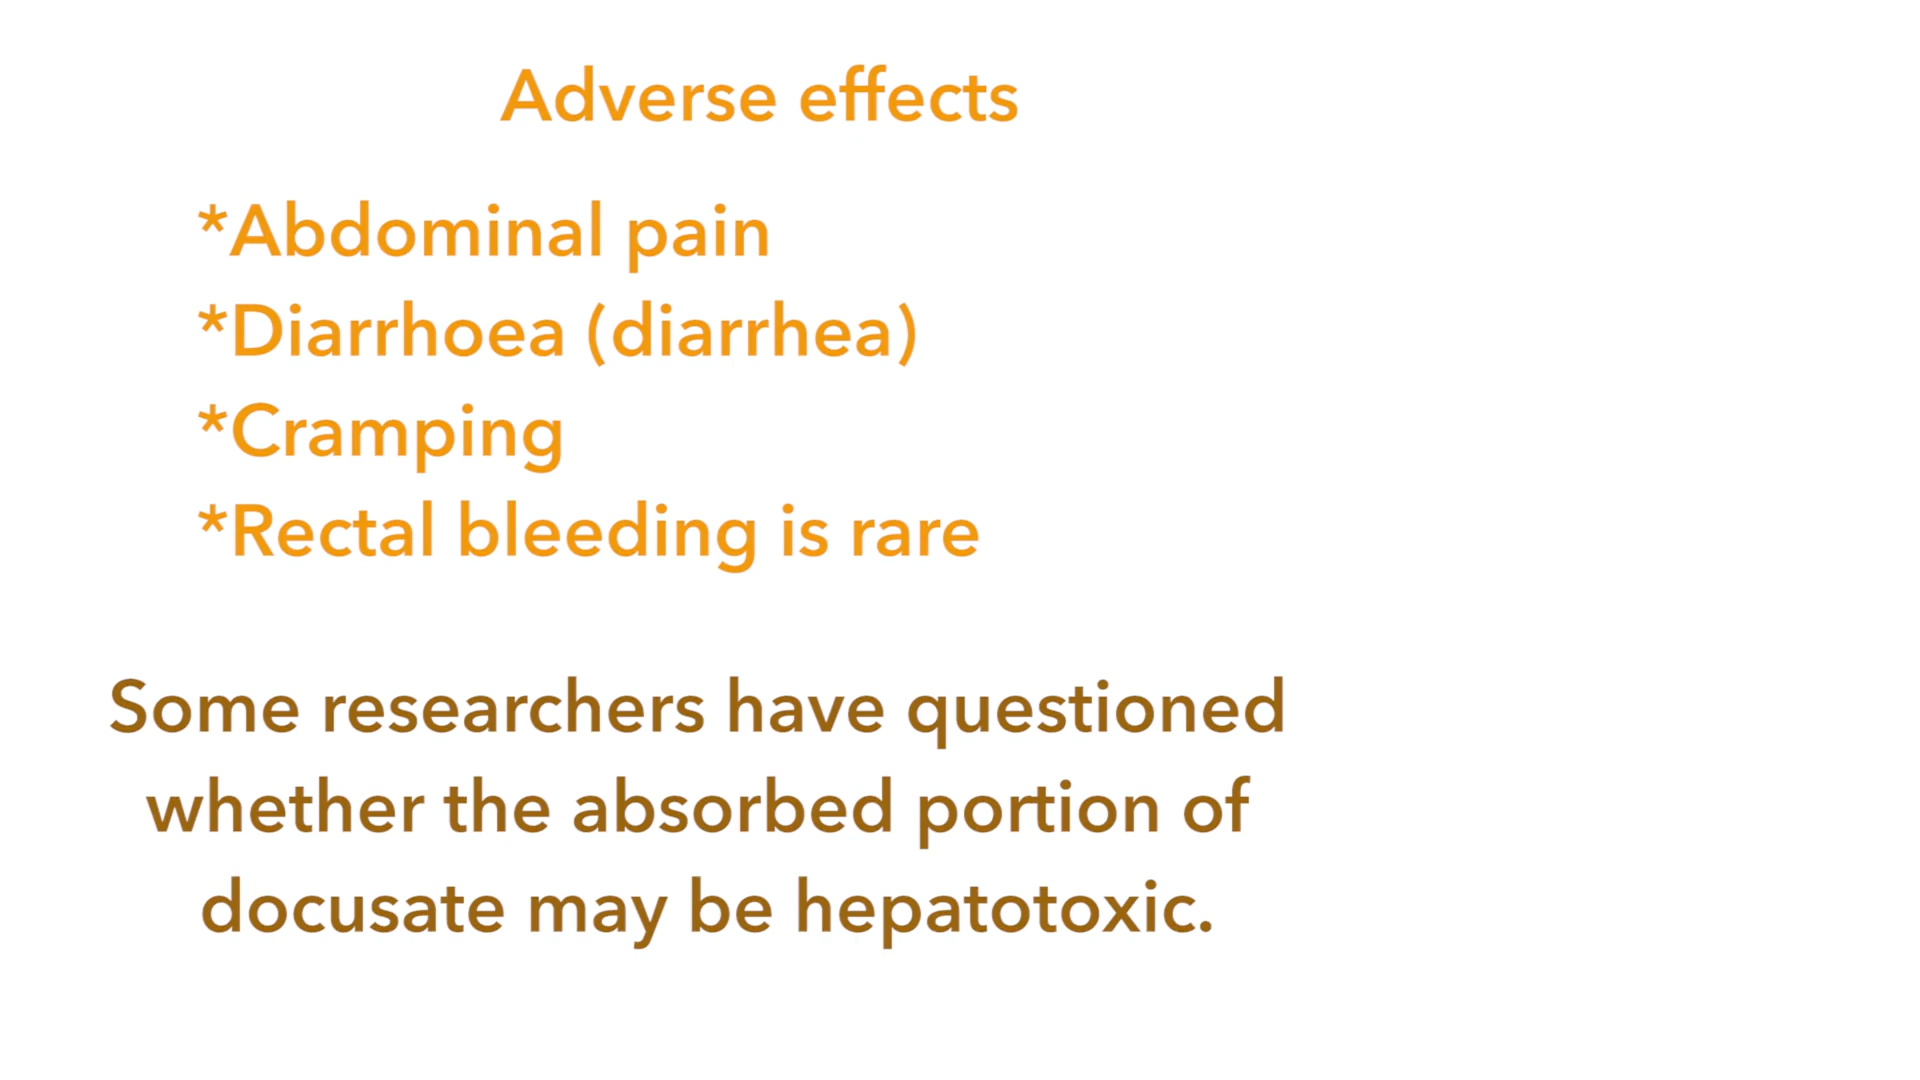 Adverse effects
*Abdominal pain
*Diarrhoea (diarrhea)
*Cramping
*Rectal bleeding is rare
Some researchers have questioned
whether the absorbed portion of
docusate may be hepatotoxic.